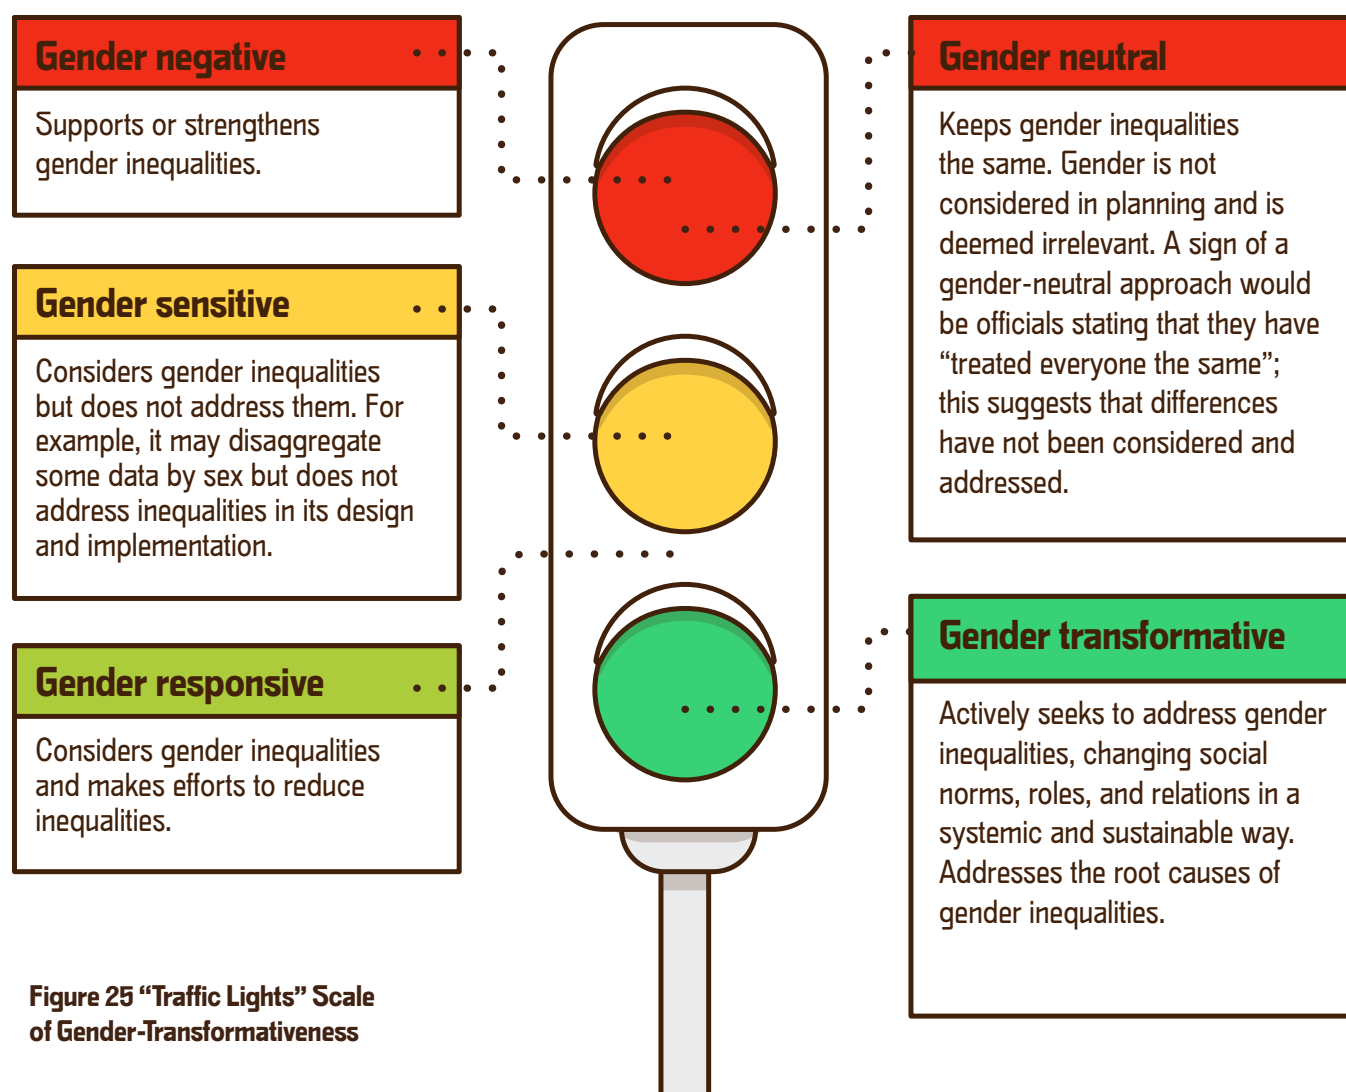 Gender negative
Supports or strengthens
gender inequalities.
Gender neutral
Keeps gender inequalities
the same. Gender is not
considered in planning and is
deemed irrelevant. A sign of a
gender-neutral approach would
be officials stating that they have
“treated everyone the same”;
this suggests that differences
have not been considered and
addressed.
Gender sensitive
Considers gender inequalities
but does not address them. For
example, it may disaggregate
some data by sex but does not
address inequalities in its design
and implementation.
Gender responsive
Considers gender inequalities
and makes efforts to reduce
inequalities.
Gender transformative
Actively seeks to address gender
inequalities, changing social
norms, roles, and relations in a
systemic and sustainable way.
Addresses the root causes of
gender inequalities.
Figure 25 “Traffic Lights” Scale
of Gender-Transformativeness